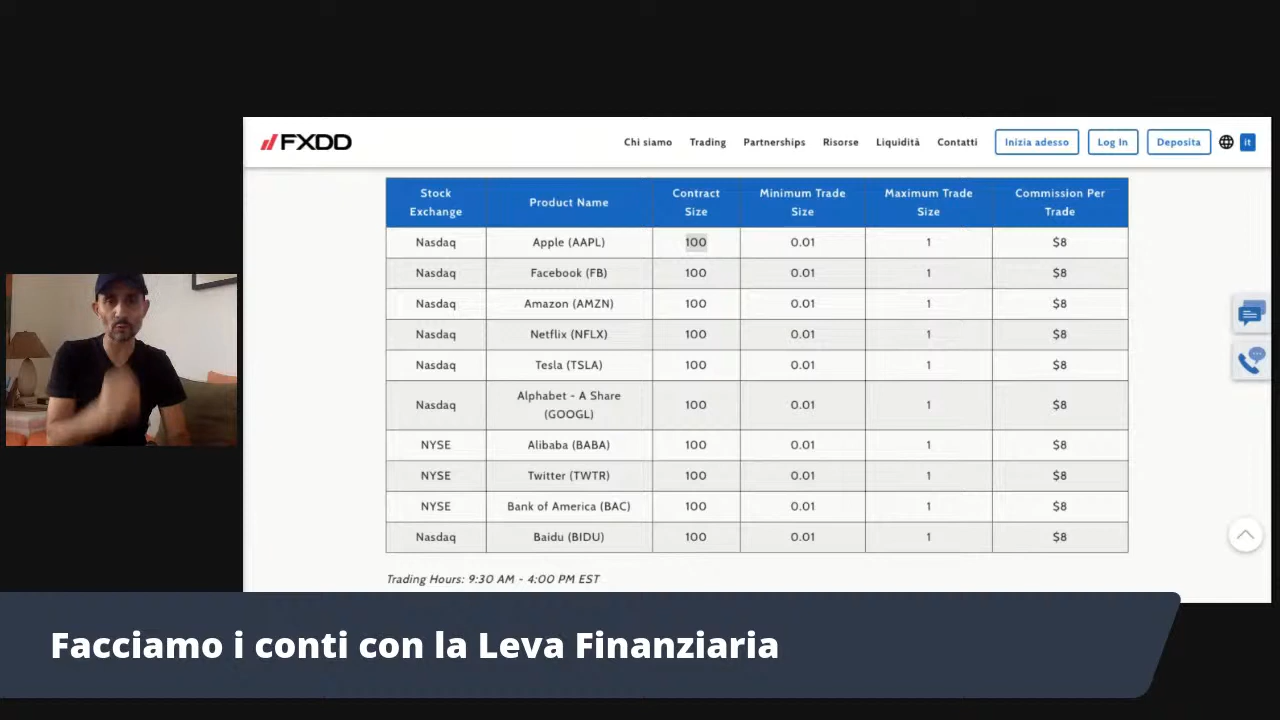 FXDD
Chi siamo Trading Partnerships Risorse Liquidità Contatti Inizia adesso Log In Deposita it
Stock Exchange Product Name Contract Size Minimum Trade Size Maximum Trade Size Commission Per Trade
Nasdaq Apple (AAPL) 100 0.01 1 $8
Nasdaq Facebook (FB) 100 0.01 1 $8
Nasdaq Amazon (AMZN) 100 0.01 1 $8
Nasdaq Netflix (NFLX) 100 0.01 1 $8
Nasdaq Tesla (TSLA) 100 0.01 1 $8
Nasdaq Alphabet - A Share (GOOGL) 100 0.01 1 $8
NYSE Alibaba (BABA) 100 0.01 1 $8
NYSE Twitter (TWTR) 100 0.01 1 $8
NYSE Bank of America (BAC) 100 0.01 1 $8
Nasdaq Baidu (BIDU) 100 0.01 1 $8
Trading Hours: 9:30 AM - 4:00 PM EST
Facciamo i conti con la Leva Finanziaria